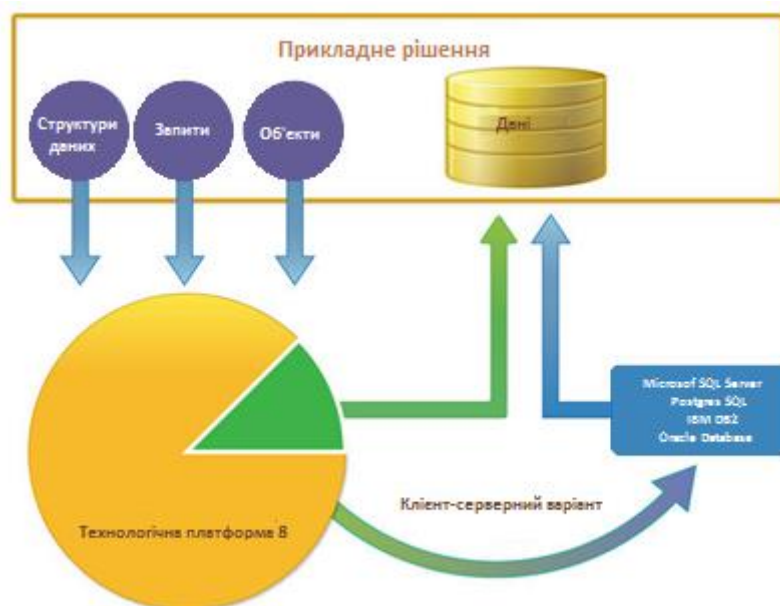 Прикладне рішення
Структури
даних
Запити
Об'екти
Дані
Microsof SQL Server
Postgres SQL
IBM DB2
Oracle Database
Клієнт-серверний варіант
Технологічна платформа 8